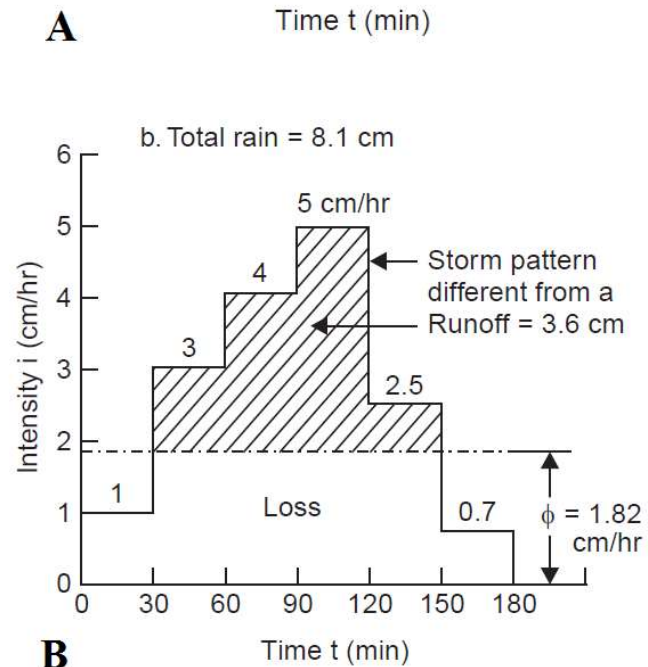 A
Time t (min)
b. Total rain = 8.1 cm
6
5
4
3
2
1
0
Intensity i (cm/hr)
5 cm/hr
4
3
2.5
1
0.7
Storm pattern
different from a
Runoff = 3.6 cm
Loss
ϕ = 1.82
cm/hr
0 30 60 90 120 150 180
B
Time t (min)